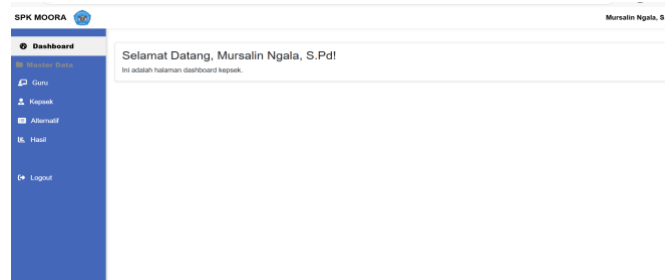 SPK MOORA
Mursalin Ngala, S
Dashboard
Master Data
Guru
Kepsek
Alternatif
Hasil
Logout
Selamat Datang, Mursalin Ngala, S.Pd!
Ini adalah halaman dashboard kepsek.